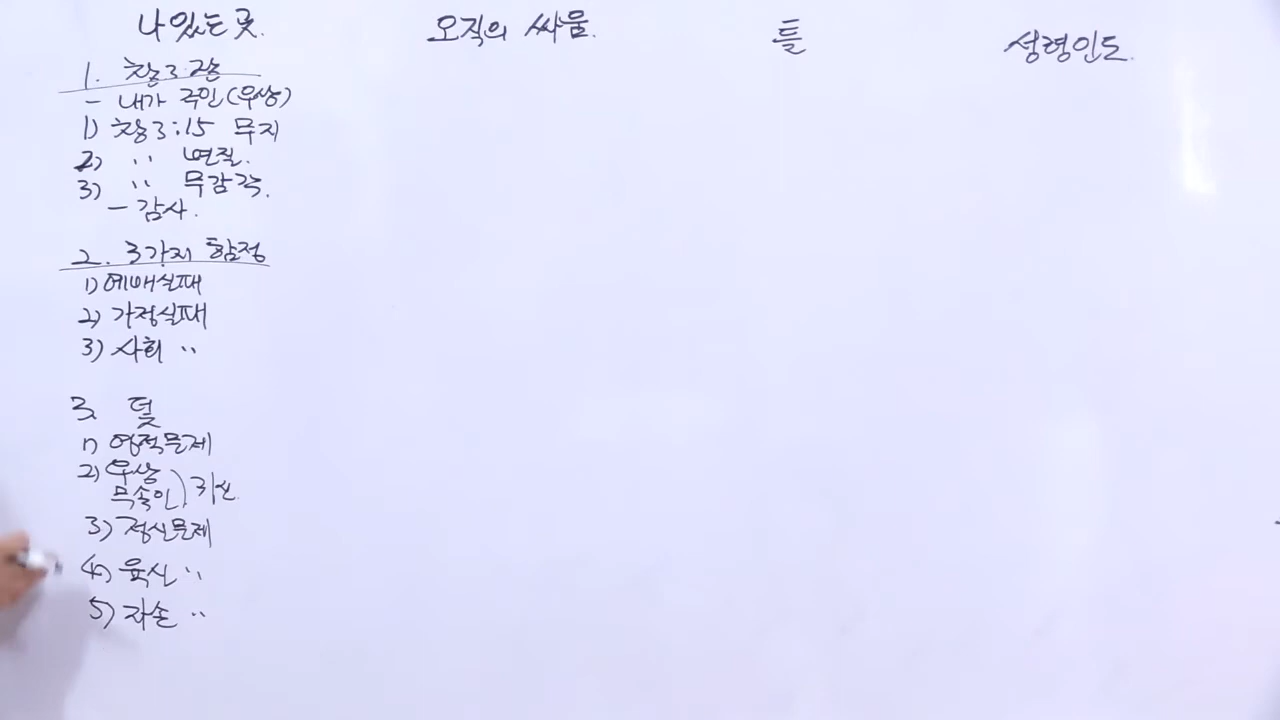 나 있는 곳.
오직의 싸움.
틀
성령인도.
1. 창3:장
- 내가 주인(우상)
1) 창3:15 무지
2) 〃 변질.
3) 〃 무감각.
- 감사.
2. 3가지 함정
1) 예배실패
2) 가정실패
3) 사회 〃
3. 덫
1) 영적문제
2) 우상
무속인) 귀신.
3) 정신문제
4) 육신 〃
5) 자손 〃